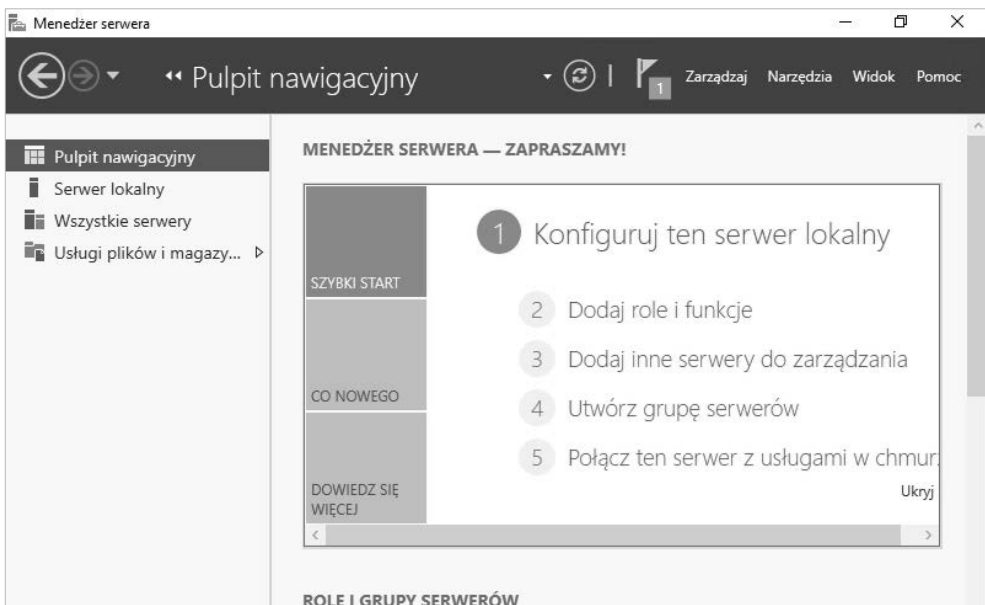 Menedżer serwera
Pulpit nawigacyjny
1
Zarządzaj Narzędzia Widok Pomoc
Pulpit nawigacyjny
Serwer lokalny
Wszystkie serwery
Usługi plików i magazy...
MENEDŻER SERWERA — ZAPRASZAMY!
SZYBKI START
CO NOWEGO
DOWIEDZ SIĘ
WIĘCEJ
1 Konfiguruj ten serwer lokalny
2 Dodaj role i funkcje
3 Dodaj inne serwery do zarządzania
4 Utwórz grupę serwerów
5 Połącz ten serwer z usługami w chmur
Ukryj
ROLE I GRUPY SERWERÓW